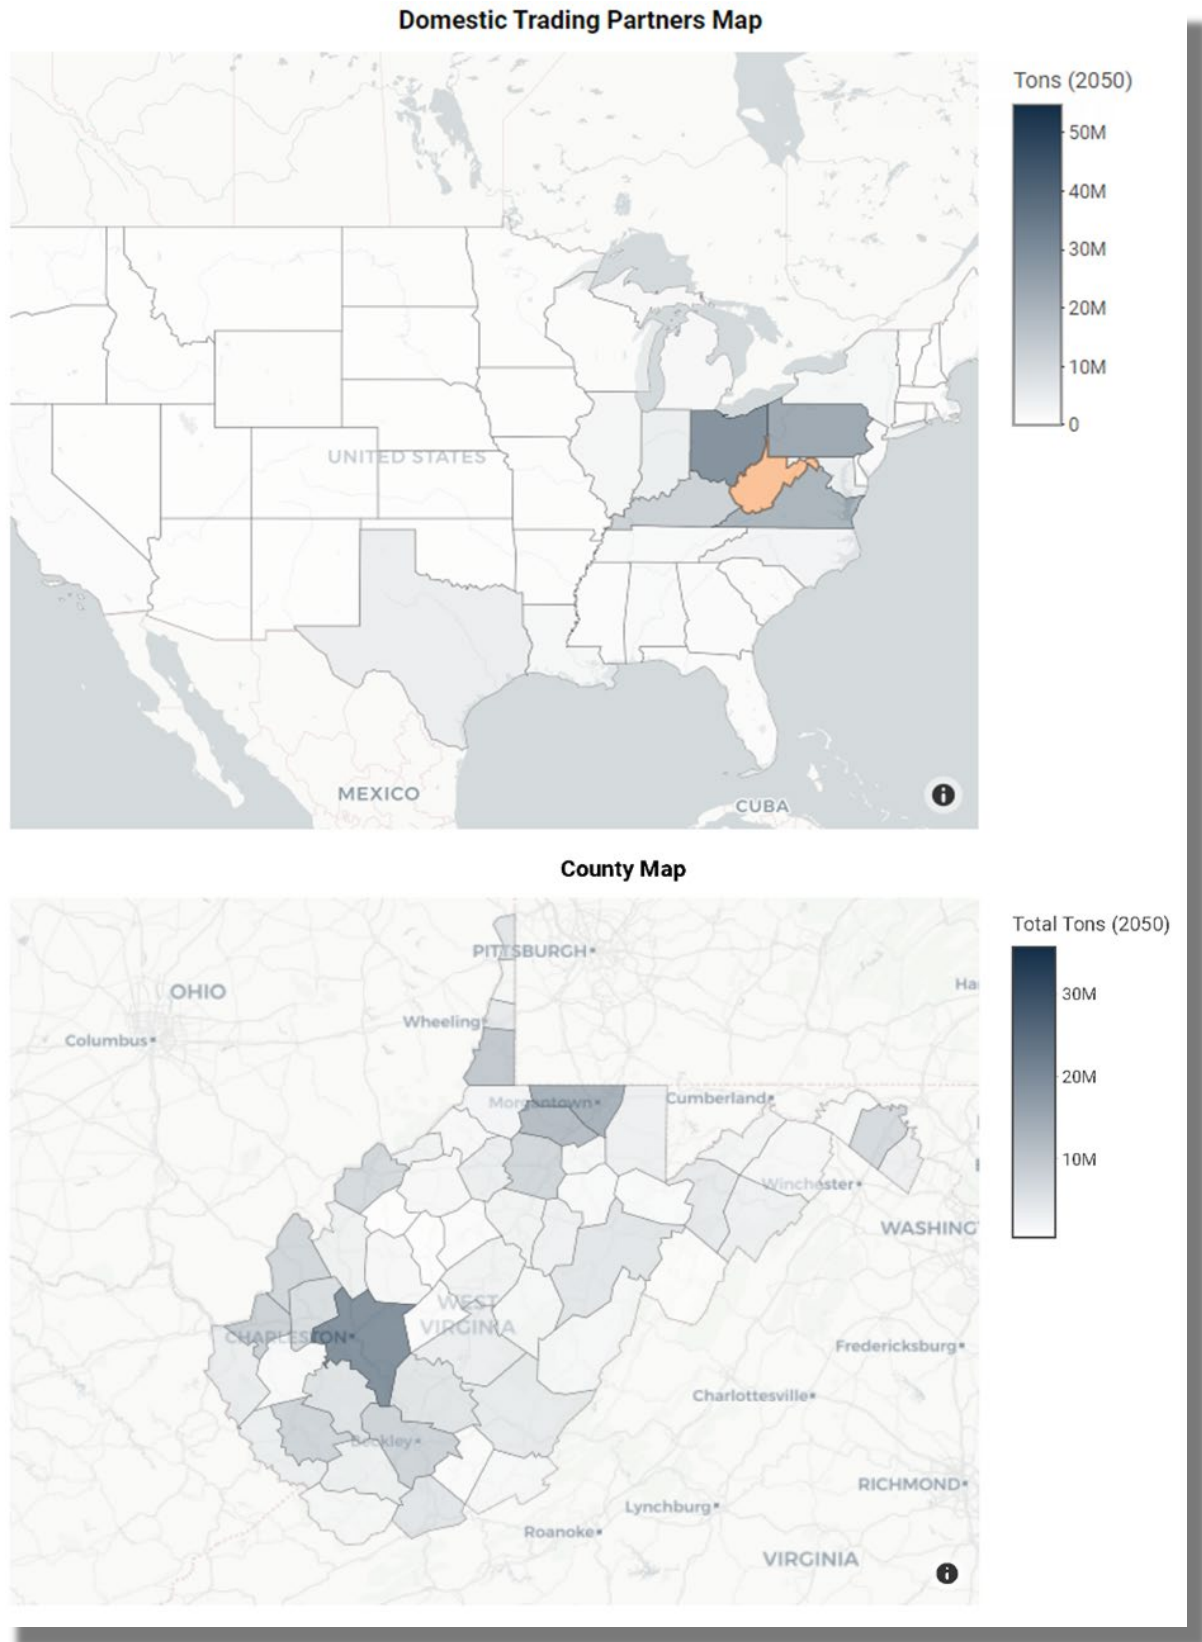 Domestic Trading Partners Map
Tons (2050)
50M
40M
30M
20M
10M
0
UNITED STATES
MEXICO
CUBA
County Map
Total Tons (2050)
30M
20M
10M
PITTSBURGH
OHIO
Ha
Wheeling
Columbus
Morgantown
Cumberland
Winchester
WASHING
WEST
VIRGINIA
CHARLESTON
Fredericksburg
Charlottesville
Beckley
RICHMOND
Lynchburg
Roanoke
VIRGINIA